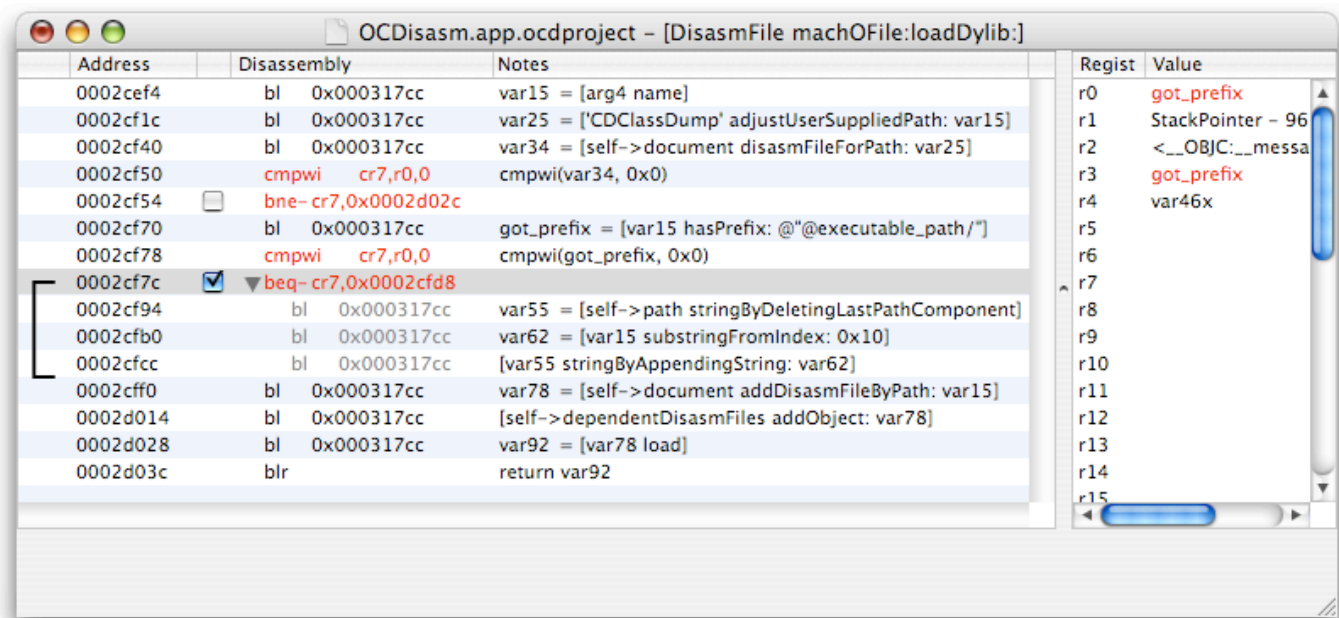 OCDisasm.app.ocdproject – [DisasmFile machOFile:loadDylib:]
Address Disassembly Notes Regist Value
0002cef4 bl 0x000317cc var15 = [arg4 name] r0 got_prefix
0002cf1c bl 0x000317cc var25 = ['CDClassDump' adjustUserSuppliedPath: var15] r1 StackPointer – 96
0002cf40 bl 0x000317cc var34 = [self->document disasmFileForPath: var25] r2 <__OBJC:__messa
0002cf50 cmpwi cr7,r0,0 cmpwi(var34, 0x0) r3 got_prefix
0002cf54 bne- cr7,0x0002d02c r4 var46x
0002cf70 bl 0x000317cc got_prefix = [var15 hasPrefix: @"@executable_path/"] r5
0002cf78 cmpwi cr7,r0,0 cmpwi(got_prefix, 0x0) r6
0002cf7c beq- cr7,0x0002cfd8 r7
0002cf94 bl 0x000317cc var55 = [self->path stringByDeletingLastPathComponent] r8
0002cfb0 bl 0x000317cc var62 = [var15 substringFromIndex: 0x10] r9
0002cfcc bl 0x000317cc [var55 stringByAppendingString: var62] r10
0002cff0 bl 0x000317cc var78 = [self->document addDisasmFileByPath: var15] r11
0002d014 bl 0x000317cc [self->dependentDisasmFiles addObject: var78] r12
0002d028 bl 0x000317cc var92 = [var78 load] r13
0002d03c blr return var92 r14
r15